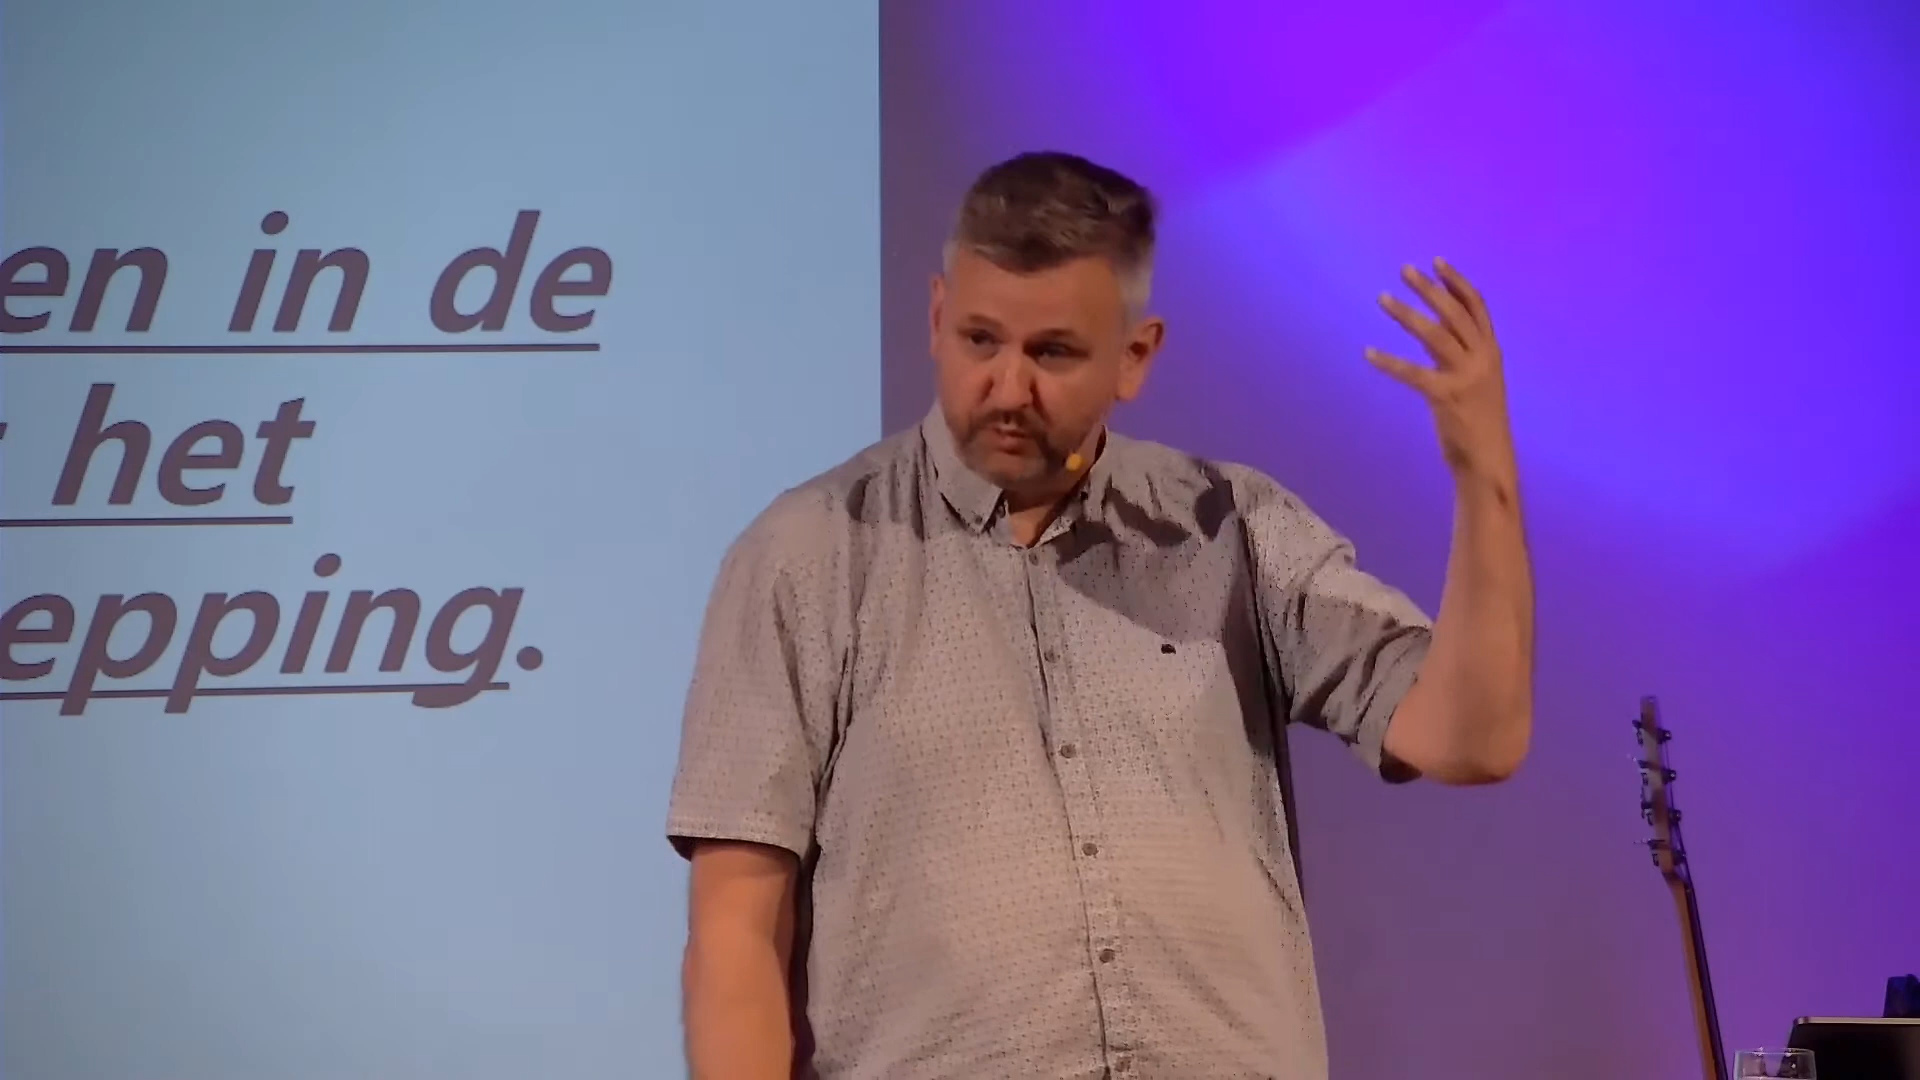 en in de
het
epping.